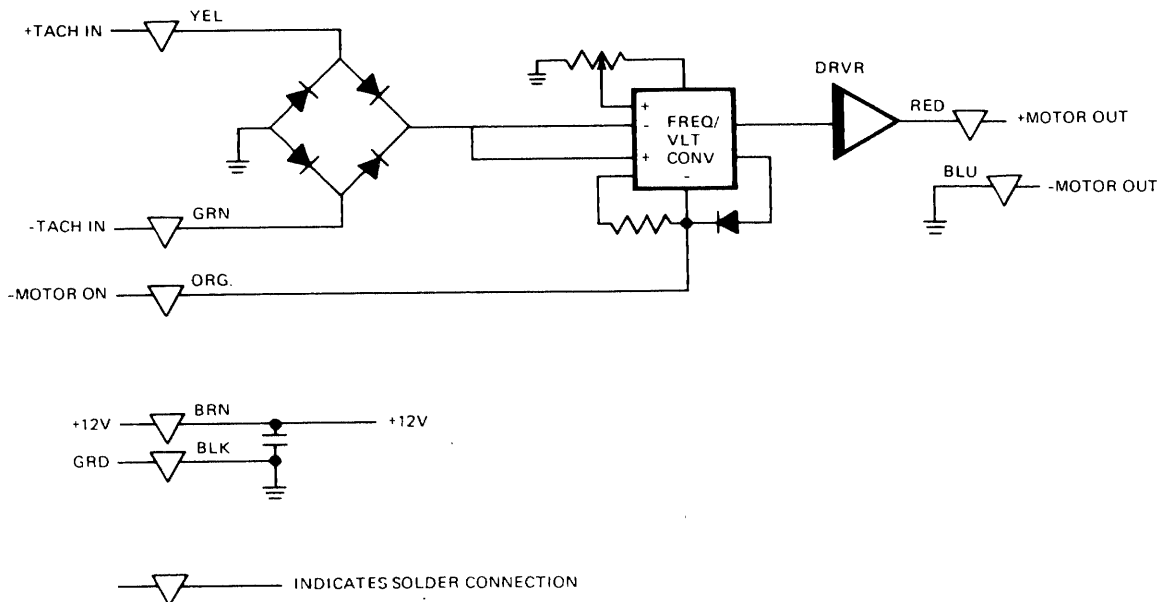 YEL
+TACH IN
DRVR
RED
+MOTOR OUT
+
-
+
-
FREQ/
VLT
CONV
BLU
-MOTOR OUT
GRN
-TACH IN
ORG.
-MOTOR ON
BRN
+12V
+12V
BLK
GRD
INDICATES SOLDER CONNECTION